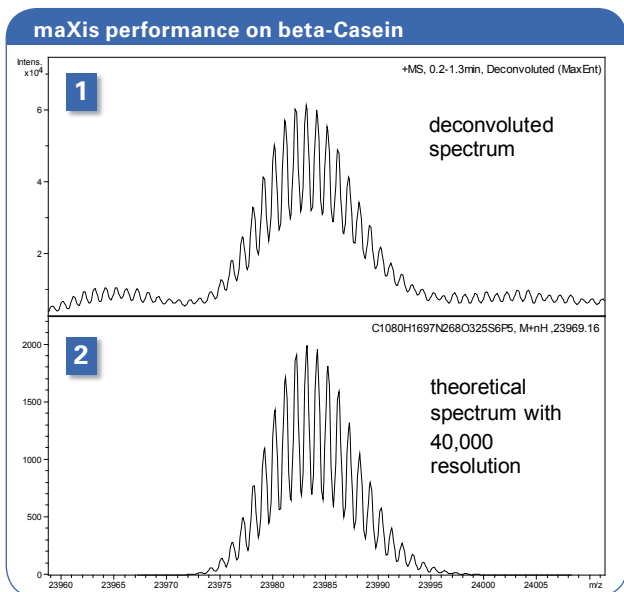 maXis performance on beta-Casein
Intens.
x10⁴
1
+MS, 0.2-1.3min, Deconvoluted (MaxEnt)
deconvoluted
spectrum
6
4
2
2
C1080H1697N268O325S6P5, M+nH ,23969.16
theoretical
spectrum with
40,000
resolution
2000
1500
1000
500
0
23960 23965 23970 23975 23980 23985 23990 23995 24000 24005 m/z